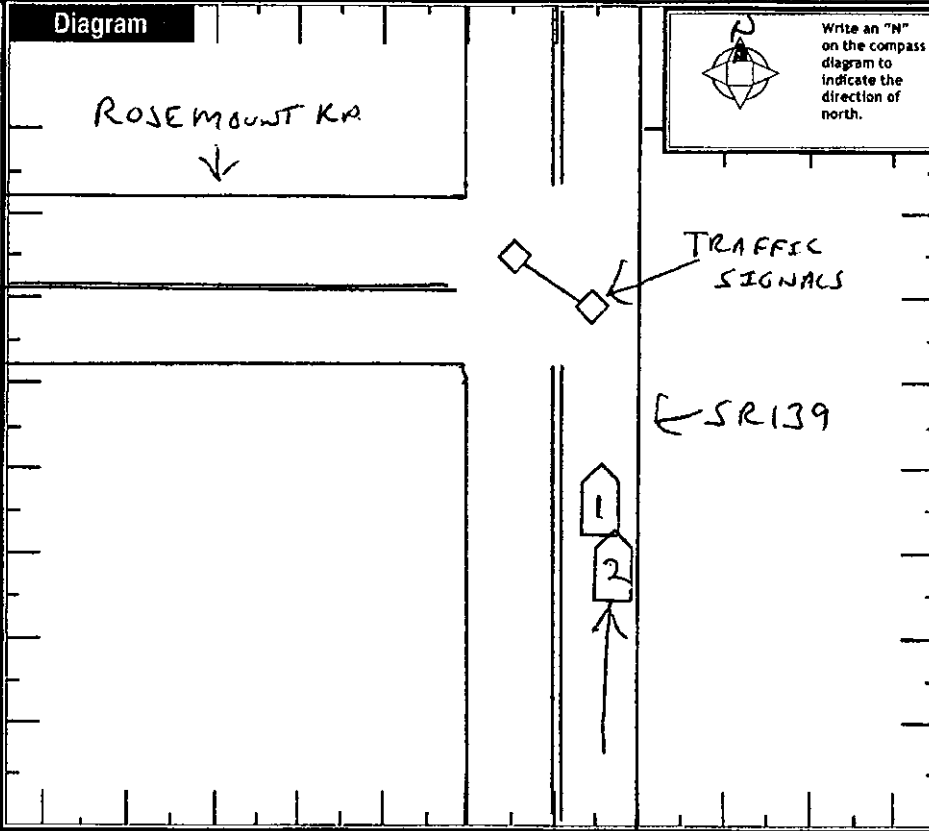 Diagram
N
Write an "N"
on the compass
diagram to
indicate the
direction of
north.
ROSEMOUNT RD.
TRAFFIC
SIGNALS
SR139
1
2